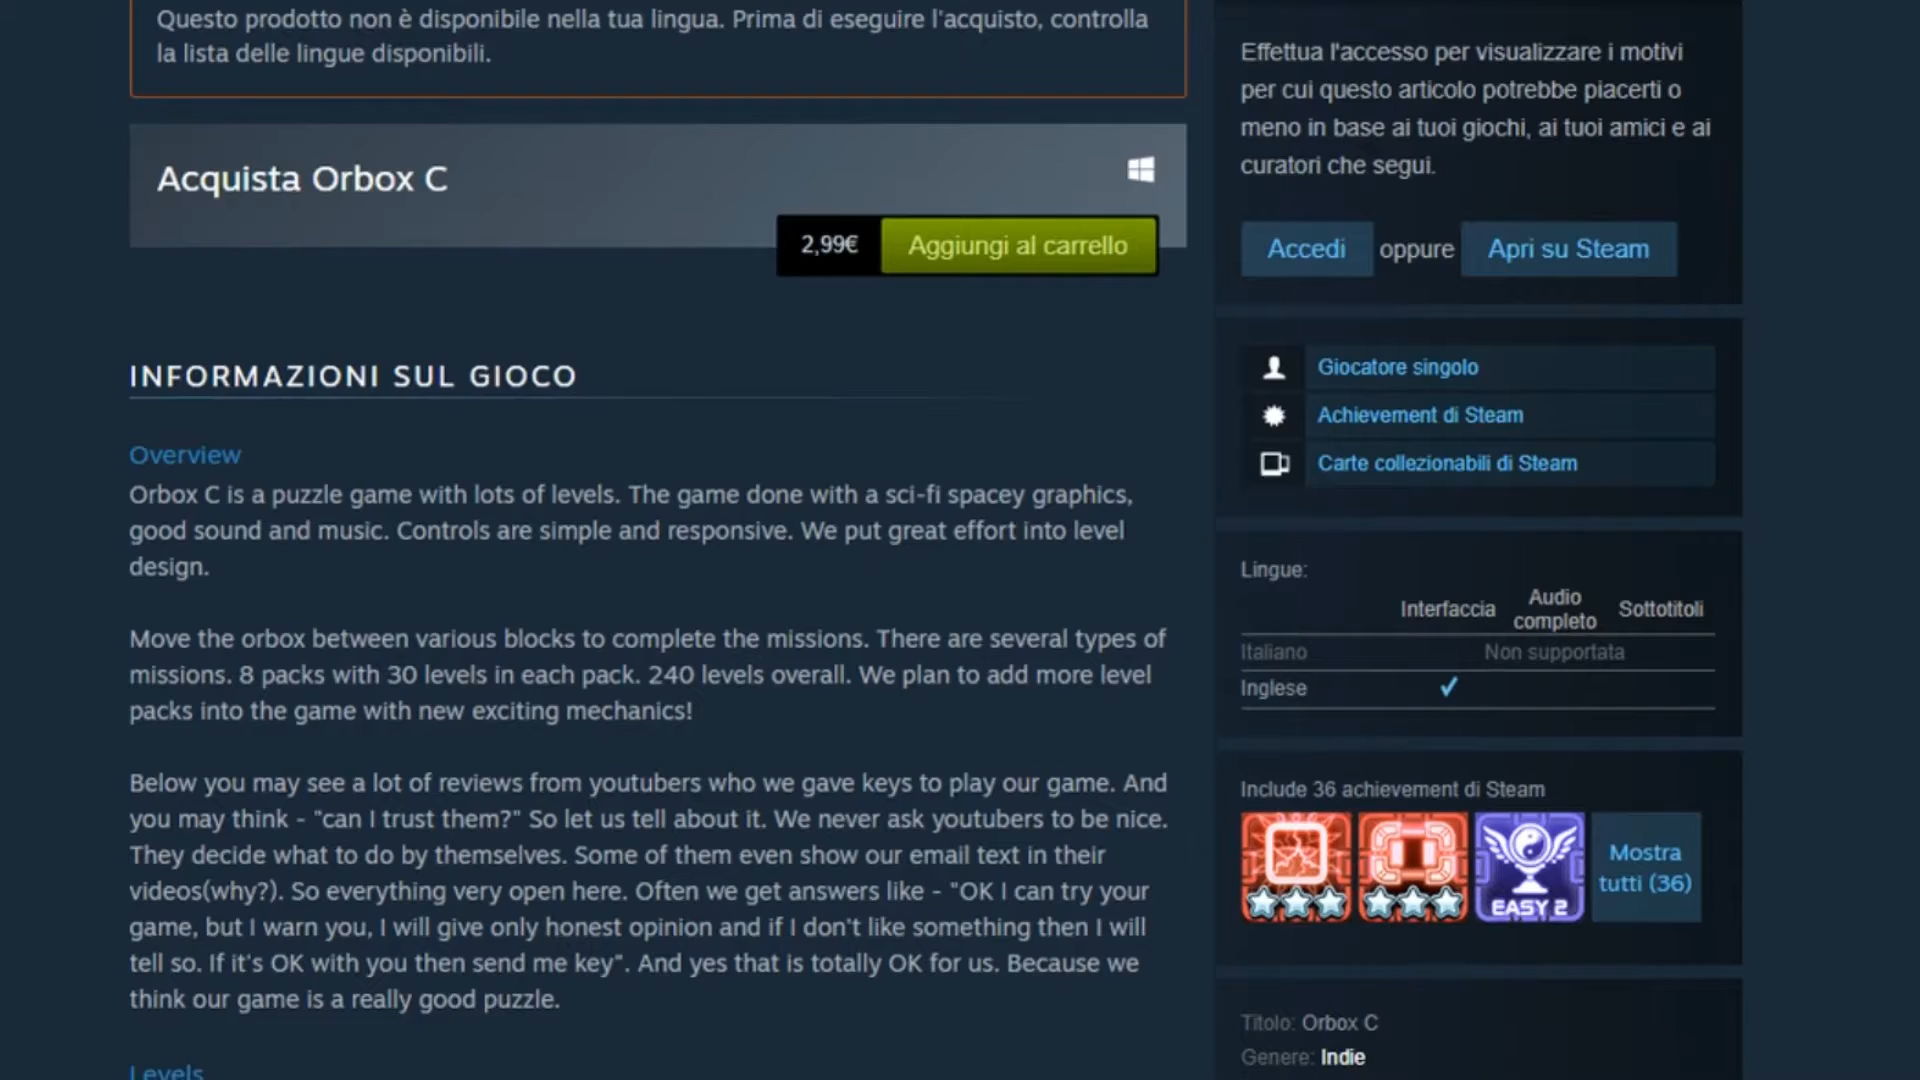 Questo prodotto non è disponibile nella tua lingua. Prima di eseguire l'acquisto, controlla
la lista delle lingue disponibili.
Acquista Orbox C
2,99€
Aggiungi al carrello
INFORMAZIONI SUL GIOCO
Overview
Orbox C is a puzzle game with lots of levels. The game done with a sci-fi spacey graphics,
good sound and music. Controls are simple and responsive. We put great effort into level
design.
Move the orbox between various blocks to complete the missions. There are several types of
missions. 8 packs with 30 levels in each pack. 240 levels overall. We plan to add more level
packs into the game with new exciting mechanics!
Below you may see a lot of reviews from youtubers who we gave keys to play our game. And
you may think - "can I trust them?" So let us tell about it. We never ask youtubers to be nice.
They decide what to do by themselves. Some of them even show our email text in their
videos(why?). So everything very open here. Often we get answers like - "OK I can try your
game, but I warn you, I will give only honest opinion and if I don't like something then I will
tell so. If it's OK with you then send me key". And yes that is totally OK for us. Because we
think our game is a really good puzzle.
Levels
Effettua l'accesso per visualizzare i motivi
per cui questo articolo potrebbe piacerti o
meno in base ai tuoi giochi, ai tuoi amici e ai
curatori che segui.
Accedi oppure Apri su Steam
Giocatore singolo
Achievement di Steam
Carte collezionabili di Steam
Lingue:
Interfaccia Audio completo Sottotitoli
Italiano Non supportata
Inglese ✓
Include 36 achievement di Steam
EASY 2
Mostra
tutti (36)
Titolo: Orbox C
Genere: Indie